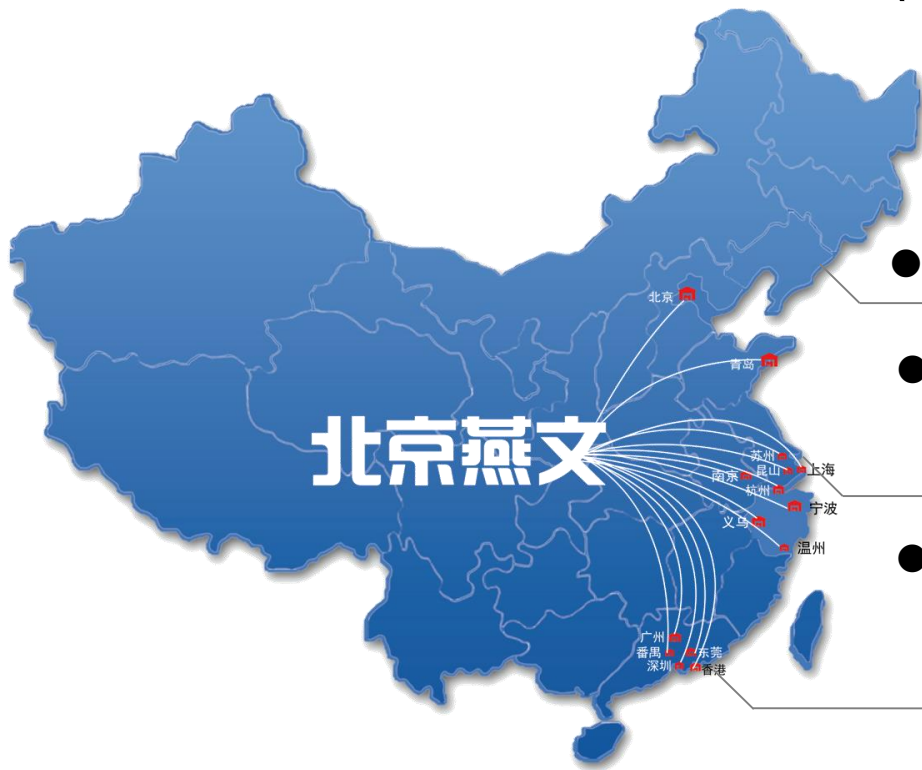 北京
青岛
北京燕文
苏州
昆山
上海
南京
杭州
宁波
义乌
温州
广州
番禺
东莞
深圳
香港